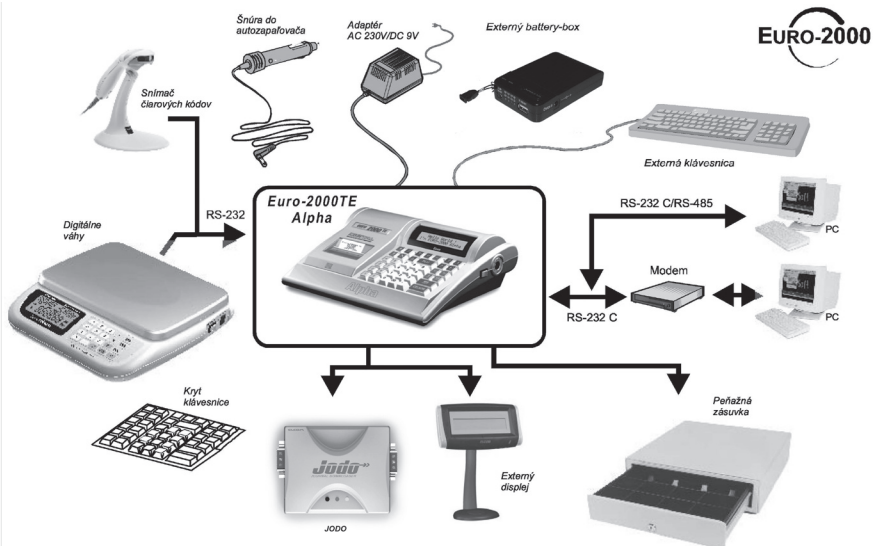 Šnúra do
autozapaľovača
Adaptér
AC 230V/DC 9V
Externý battery-box
EURO-2000
Snímač
čiarových kódov
Externá klávesnica
Euro-2000TE
Alpha
RS-232
RS-232 C/RS-485
PC
Digitálne
váhy
Modem
RS-232 C
PC
Kryt
klávesnice
Jodo
JODO
Externý
displej
Peňažná
zásuvka
Alpha